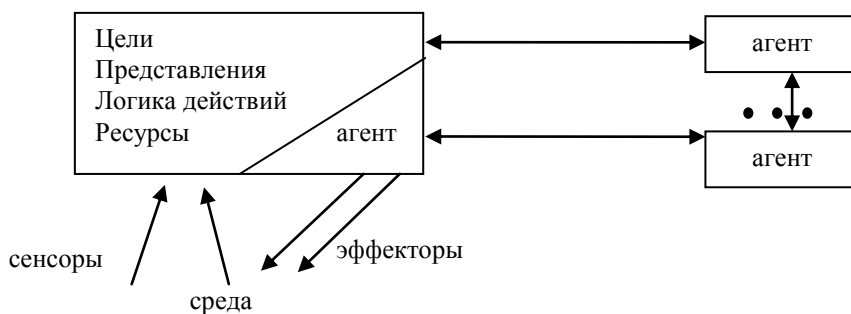 Цели
Представления
Логика действий
Ресурсы
агент
агент
агент
сенсоры
эффекторы
среда